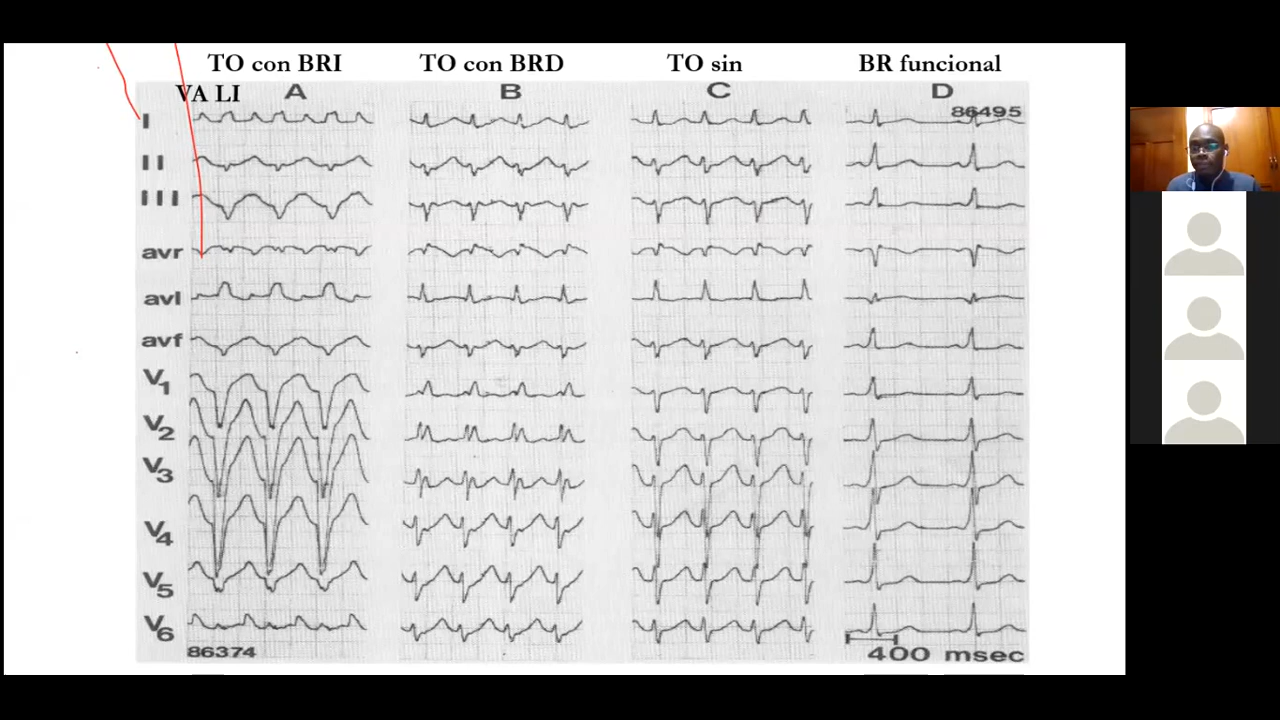 TO con BRI
TO con BRD
TO sin
BR funcional
VA LI
A
B
C
D
86495
I
II
III
avr
avl
avf
V1
V2
V3
V4
V5
V6
86374
400 msec